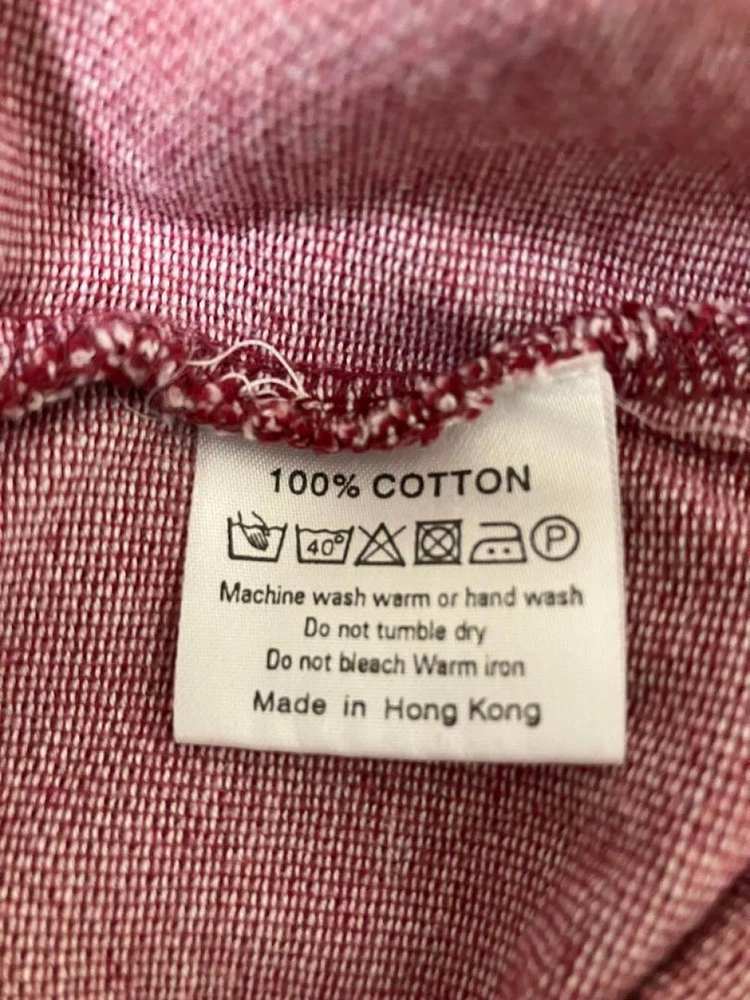 100% COTTON
40° P
Machine wash warm or hand wash
Do not tumble dry
Do not bleach Warm iron
Made in Hong Kong